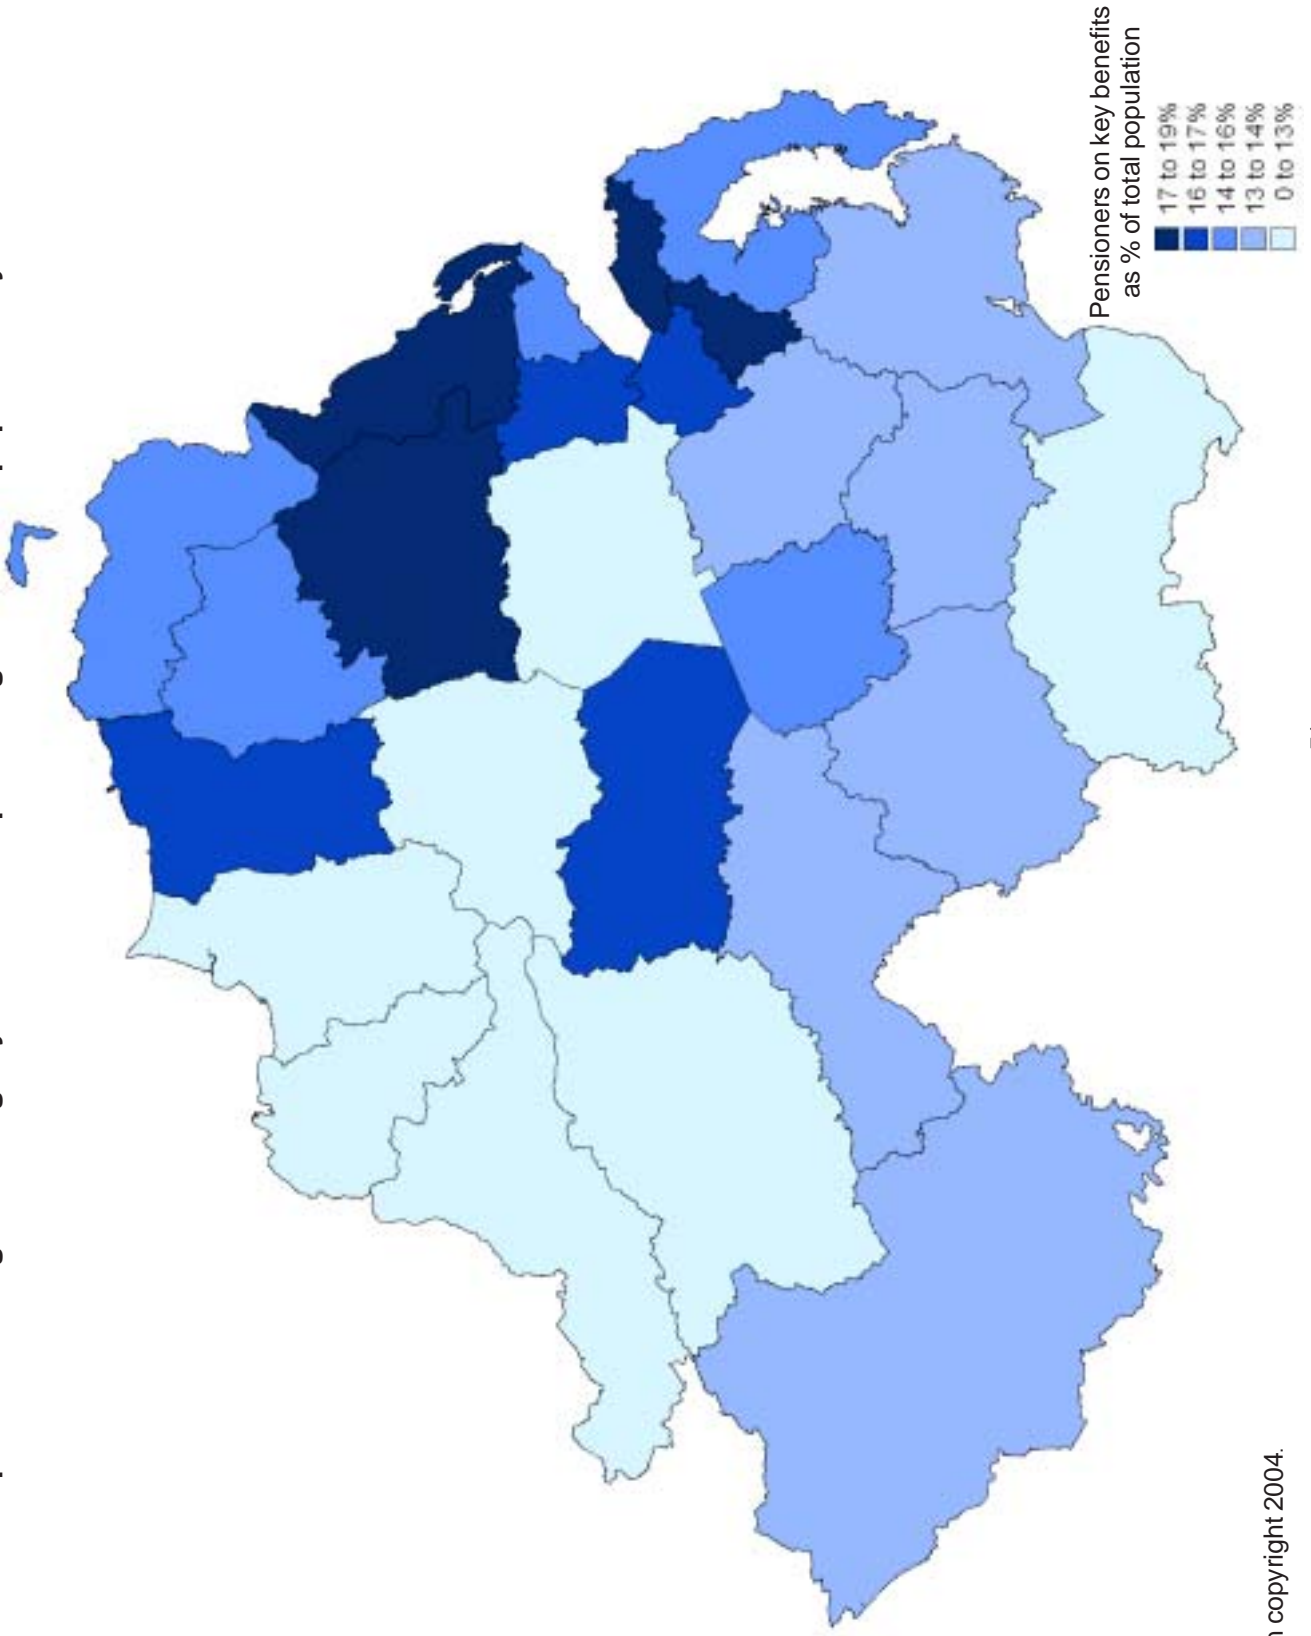 Pensioners on key benefits
as % of total population
17 to 19%
16 to 17%
14 to 16%
13 to 14%
0 to 13%
copyright 2004.